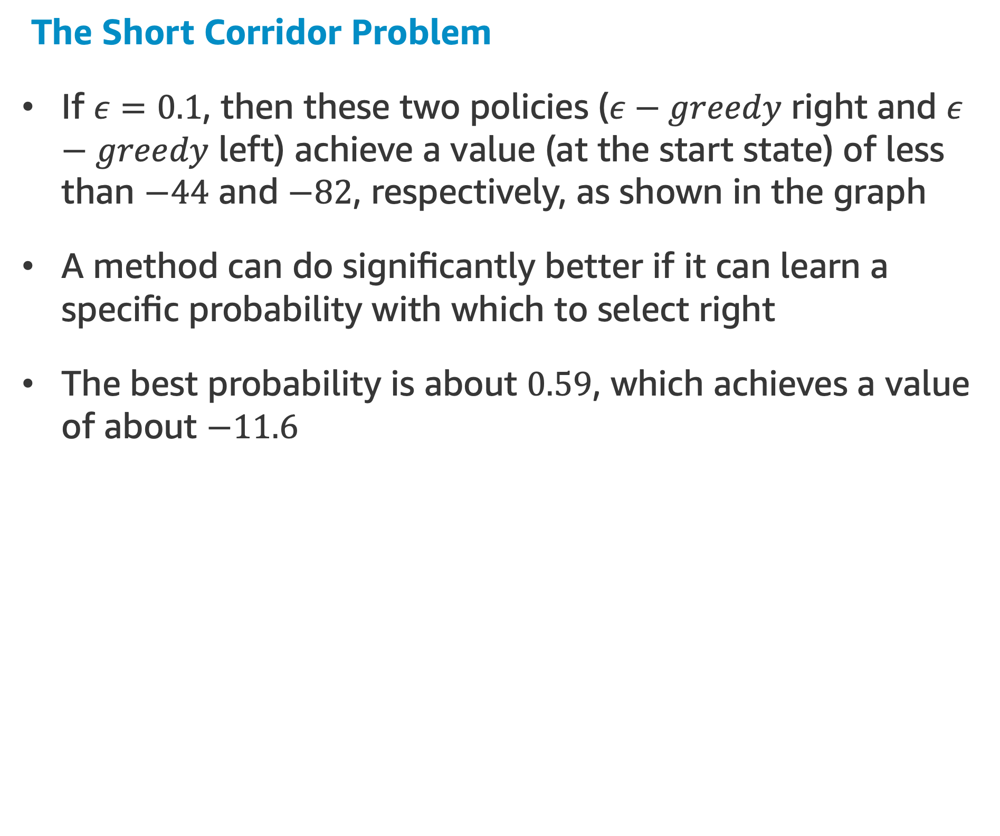 The Short Corridor Problem
• If ϵ = 0.1, then these two policies (ϵ − greedy right and ϵ
− greedy left) achieve a value (at the start state) of less
than −44 and −82, respectively, as shown in the graph
• A method can do significantly better if it can learn a
specific probability with which to select right
• The best probability is about 0.59, which achieves a value
of about −11.6